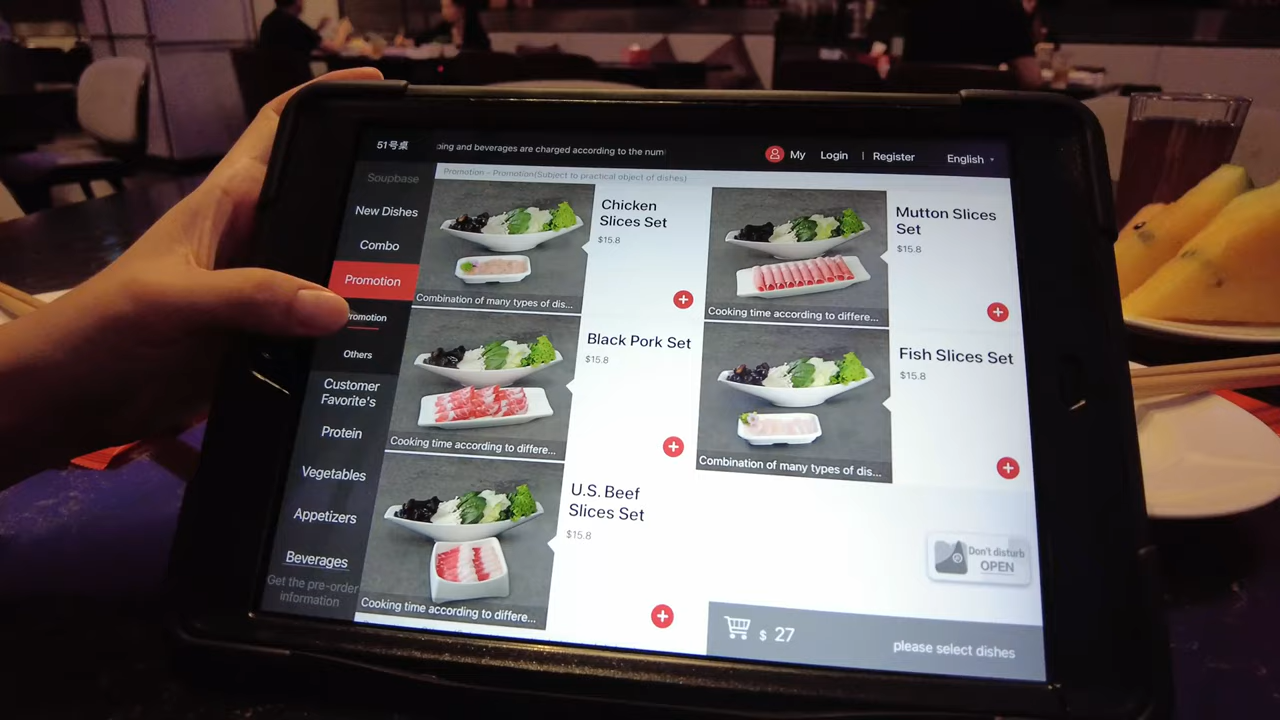 51号桌
ping and beverages are charged according to the num
My
Login
|
Register
English
Soupbase
New Dishes
Combo
Promotion
Promotion
Others
Customer
Favorite's
Protein
Vegetables
Appetizers
Beverages
Get the pre-order
information
Promotion - Promotion(Subject to practical object of dishes)
Chicken
Slices Set
$15.8
Combination of many types of dis...
Mutton Slices
Set
$15.8
Cooking time according to differe...
Black Pork Set
$15.8
Cooking time according to differe...
Fish Slices Set
$15.8
Combination of many types of dis...
U.S. Beef
Slices Set
$15.8
Cooking time according to differe...
Don't disturb
OPEN
$ 27
please select dishes